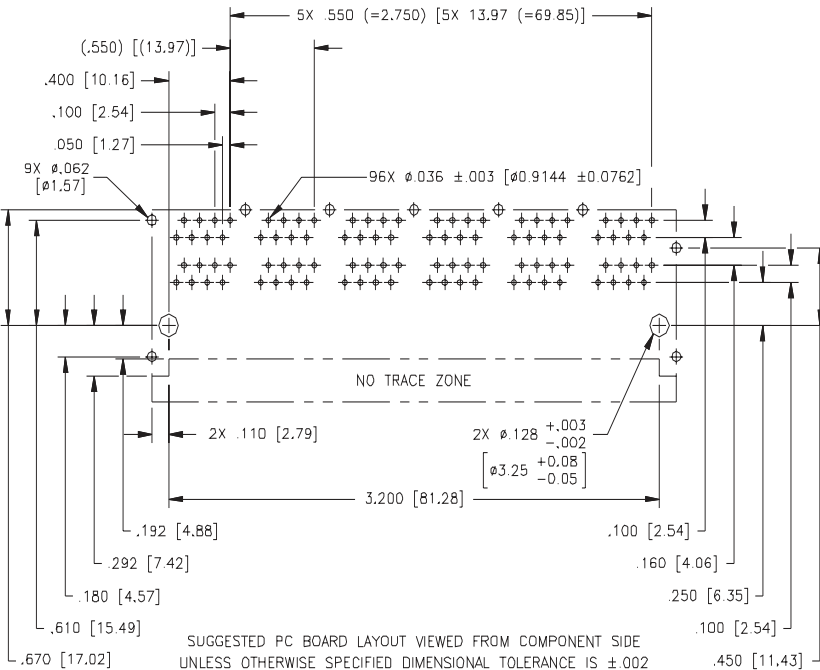 5X .550 (=2.750) [5X 13.97 (=69.85)]
(.550) [(13.97)]
.400 [10.16]
.100 [2.54]
.050 [1.27]
9X ø.062
[ø1.57]
96X ø.036 ±.003 [ø0.9144 ±0.0762]
NO TRACE ZONE
2X .110 [2.79]
2X ø.128 +.003
-.002
[ø3.25 +0.08
-0.05]
3.200 [81.28]
.192 [4.88]
.100 [2.54]
.292 [7.42]
.160 [4.06]
.180 [4.57]
.250 [6.35]
.610 [15.49]
.100 [2.54]
.670 [17.02]
.450 [11.43]
SUGGESTED PC BOARD LAYOUT VIEWED FROM COMPONENT SIDE
UNLESS OTHERWISE SPECIFIED DIMENSIONAL TOLERANCE IS ±.002